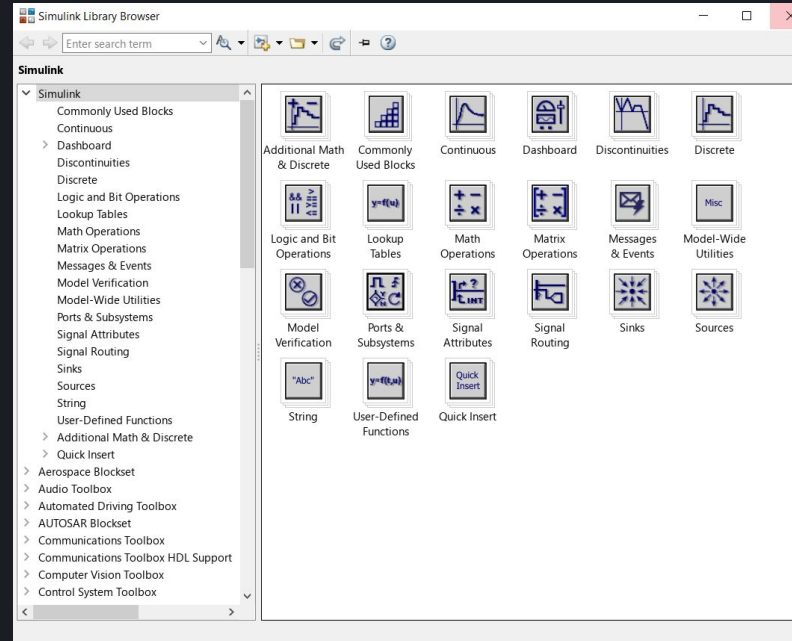 Simulink Library Browser
Enter search term
Simulink
Simulink
Commonly Used Blocks
Continuous
Dashboard
Discontinuities
Discrete
Logic and Bit Operations
Lookup Tables
Math Operations
Matrix Operations
Messages & Events
Model Verification
Model-Wide Utilities
Ports & Subsystems
Signal Attributes
Signal Routing
Sinks
Sources
String
User-Defined Functions
Additional Math & Discrete
Quick Insert
Aerospace Blockset
Audio Toolbox
Automated Driving Toolbox
AUTOSAR Blockset
Communications Toolbox
Communications Toolbox HDL Support
Computer Vision Toolbox
Control System Toolbox
Additional Math
& Discrete
Commonly
Used Blocks
Continuous
Dashboard
Discontinuities
Discrete
&& >
|| >=
<=
Logic and Bit
Operations
y=f(u)
Lookup
Tables
+ −
÷ ×
Math
Operations
[+ −
÷ ×]
Matrix
Operations
Messages
& Events
Misc
Model-Wide
Utilities
Model
Verification
Y
N
C
Ports &
Subsystems
?
INT
Signal
Attributes
Signal
Routing
Sinks
Sources
"Abc"
String
y=f(t,u)
User-Defined
Functions
Quick
Insert
Quick Insert